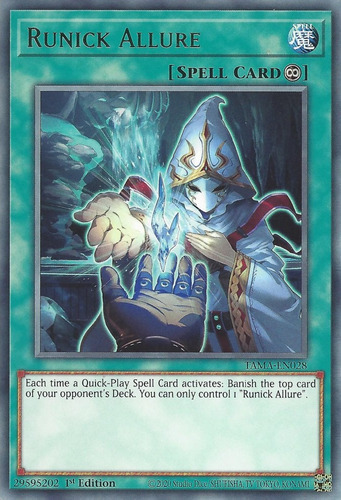 RUNICK ALLURE
SPELL
魔
[SPELL CARD]
TAMA-EN028
Each time a Quick-Play Spell Card activates: Banish the top card
of your opponent's Deck. You can only control 1 "Runick Allure".
29595202 1st Edition
©2020 Studio Dice/SHUEISHA, TV TOKYO, KONAMI